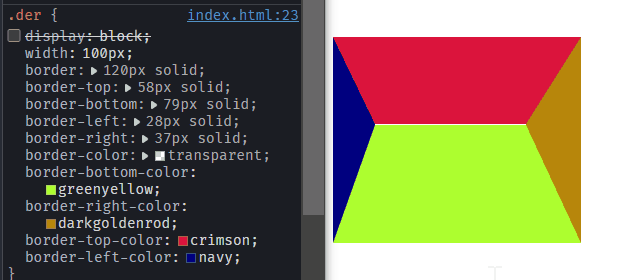 .der { index.html:23
display: block;
width: 100px;
border: 120px solid;
border-top: 58px solid;
border-bottom: 79px solid;
border-left: 28px solid;
border-right: 37px solid;
border-color: transparent;
border-bottom-color:
greenyellow;
border-right-color:
darkgoldenrod;
border-top-color: crimson;
border-left-color: navy;
}